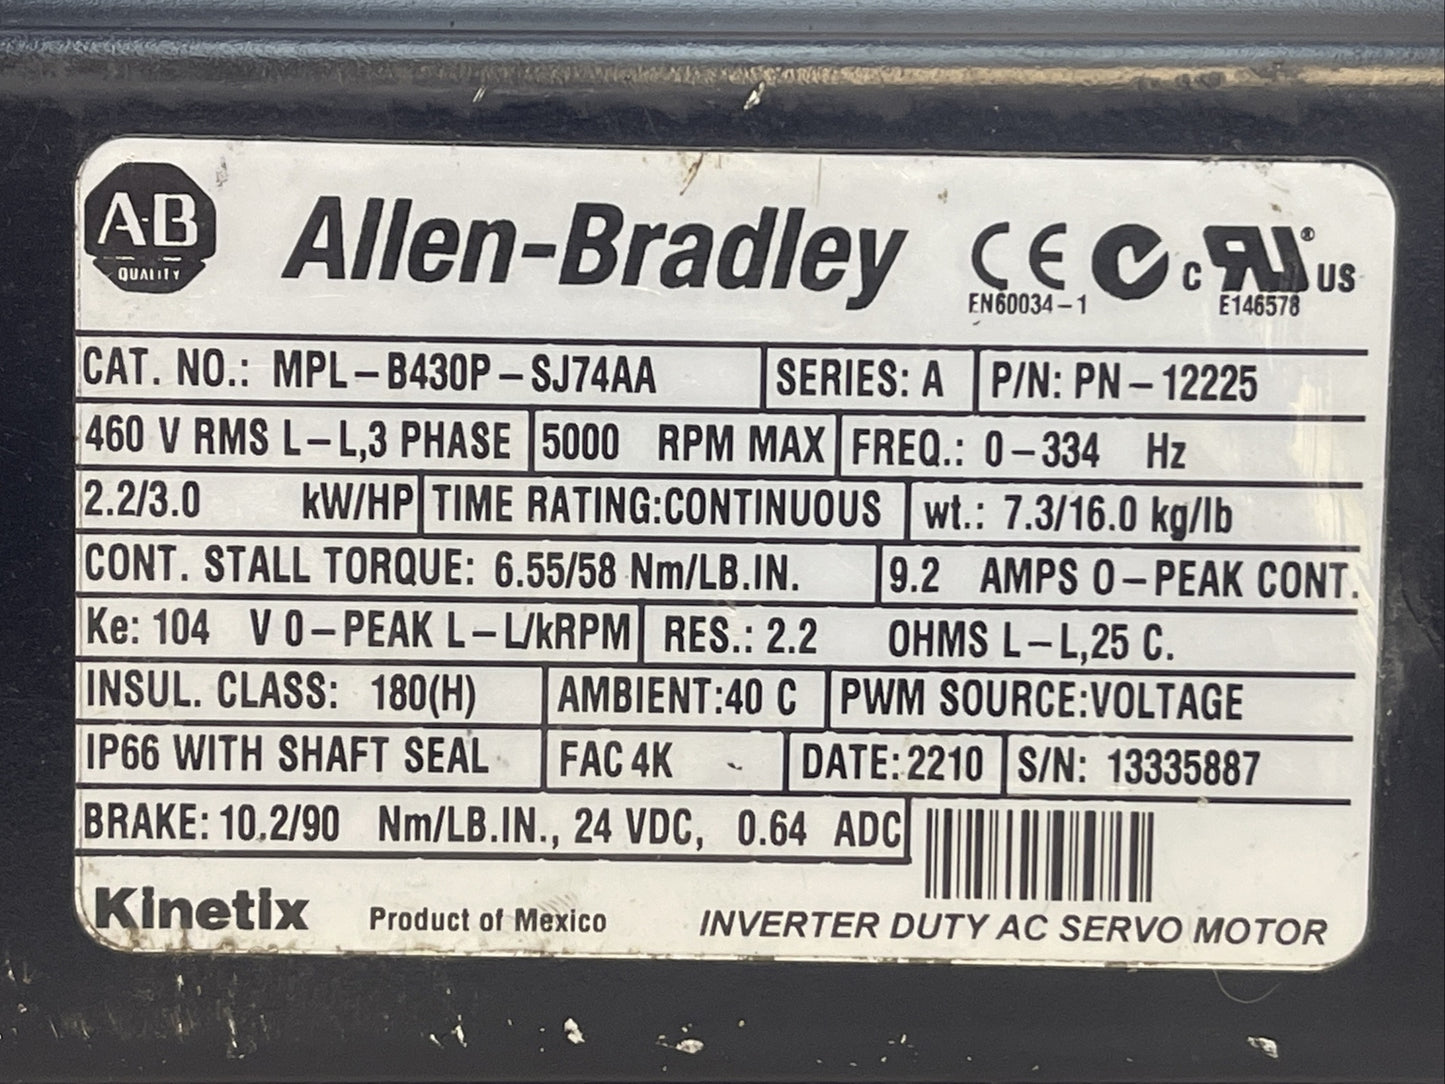 A-B
QUALITY
Allen-Bradley
CE
EN60034-1
C UR® US
E146578
CAT. NO.: MPL-B430P-SJ74AA SERIES: A P/N: PN-12225
460 V RMS L-L,3 PHASE 5000 RPM MAX FREQ.: 0-334 Hz
2.2/3.0 kW/HP TIME RATING:CONTINUOUS wt.: 7.3/16.0 kg/lb
CONT. STALL TORQUE: 6.55/58 Nm/LB.IN. 9.2 AMPS 0-PEAK CONT.
Ke: 104 V 0-PEAK L-L/kRPM RES.: 2.2 OHMS L-L,25 C.
INSUL. CLASS: 180(H) AMBIENT:40 C PWM SOURCE:VOLTAGE
IP66 WITH SHAFT SEAL FAC 4K DATE:2210 S/N: 13335887
BRAKE: 10.2/90 Nm/LB.IN., 24 VDC, 0.64 ADC
Kinetix Product of Mexico INVERTER DUTY AC SERVO MOTOR